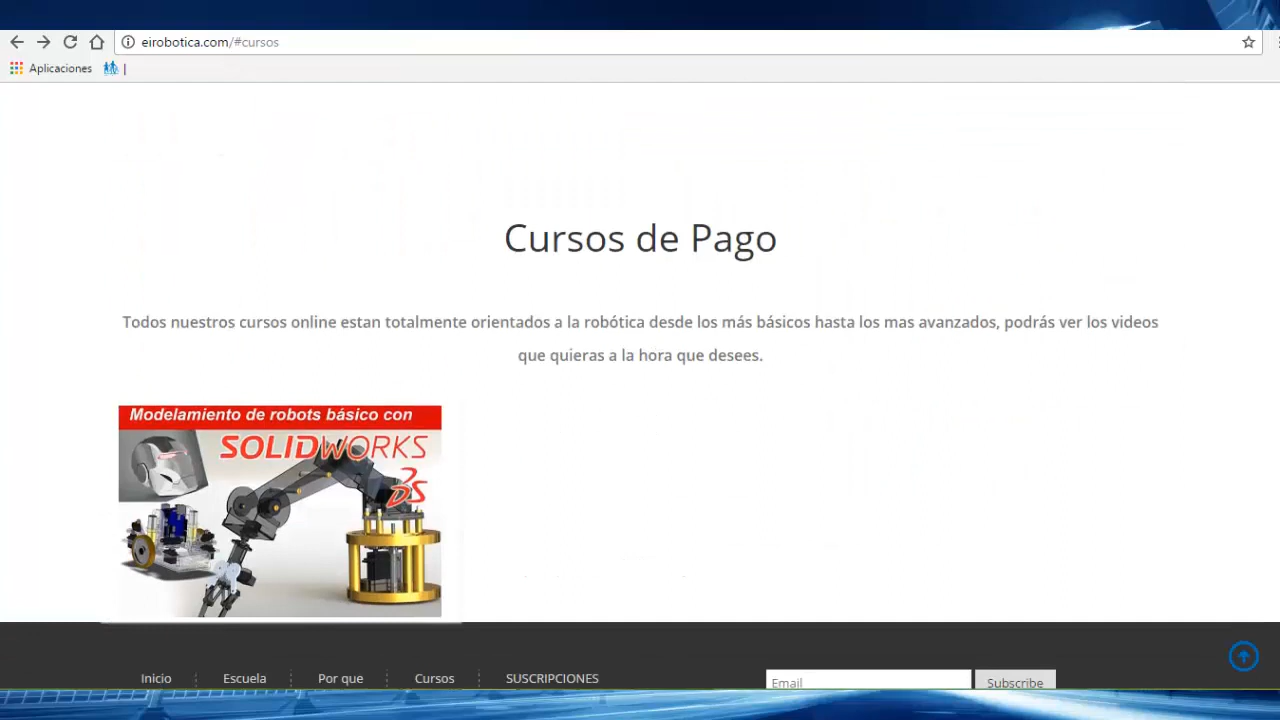 eirobotica.com/#cursos
Aplicaciones
Cursos de Pago
Todos nuestros cursos online estan totalmente orientados a la robótica desde los más básicos hasta los mas avanzados, podrás ver los videos
que quieras a la hora que desees.
Modelamiento de robots básico con
SOLIDWORKS
Inicio Escuela Por que Cursos SUSCRIPCIONES Email Subscribe